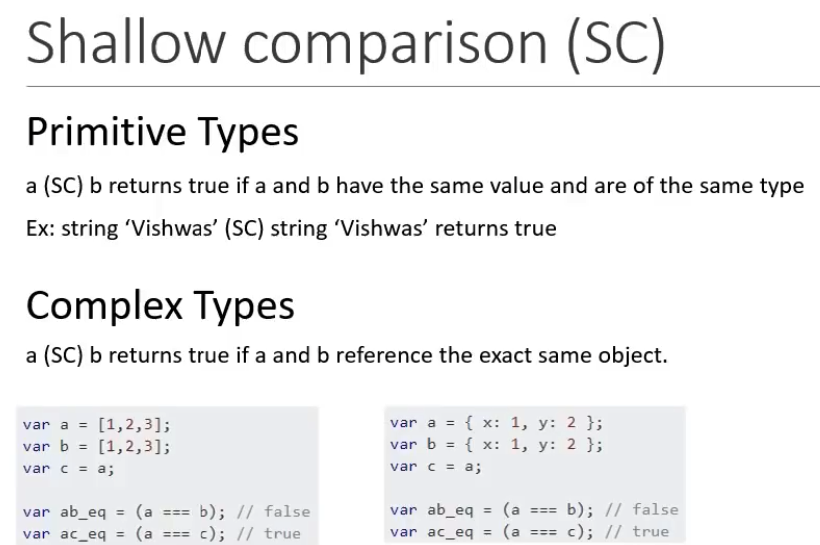 Shallow comparison (SC)
Primitive Types
a (SC) b returns true if a and b have the same value and are of the same type
Ex: string ‘Vishwas’ (SC) string ‘Vishwas’ returns true
Complex Types
a (SC) b returns true if a and b reference the exact same object.
var a = [1,2,3];
var b = [1,2,3];
var c = a;
var ab_eq = (a === b); // false
var ac_eq = (a === c); // true
var a = { x: 1, y: 2 };
var b = { x: 1, y: 2 };
var c = a;
var ab_eq = (a === b); // false
var ac_eq = (a === c); // true